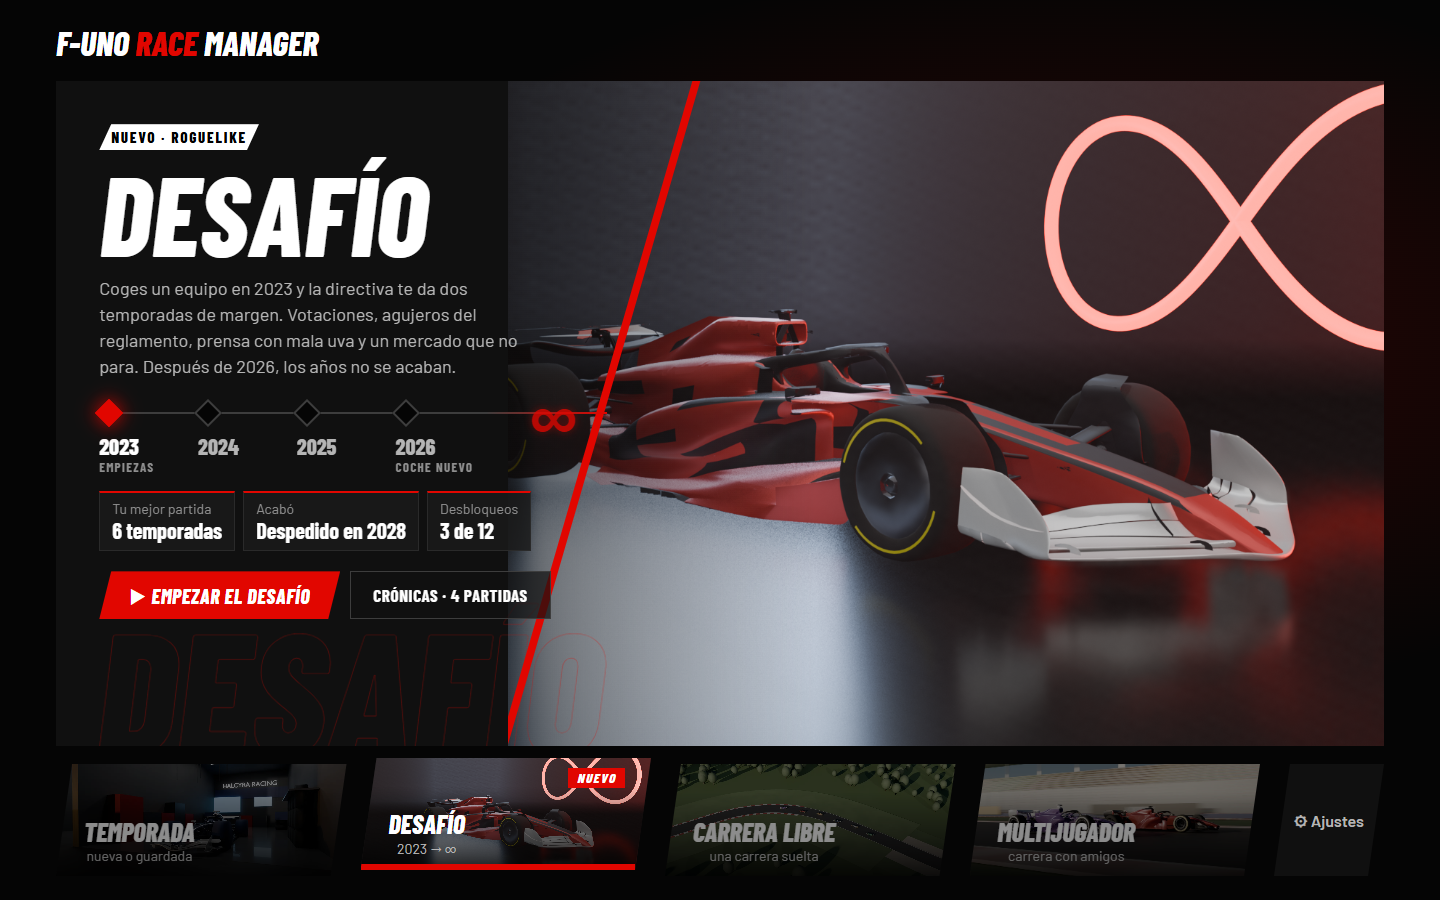 F-UNO RACE MANAGER
NUEVO · ROGUELIKE
DESAFÍO
Coges un equipo en 2023 y la directiva te da dos
temporadas de margen. Votaciones, agujeros del
reglamento, prensa con mala uva y un mercado que no
para. Después de 2026, los años no se acaban.
∞
2023 2024 2025 2026
EMPIEZAS COCHE NUEVO
Tu mejor partida Acabó Desbloqueos
6 temporadas Despedido en 2028 3 de 12
▶ EMPEZAR EL DESAFÍO CRÓNICAS · 4 PARTIDAS
DESAFÍO
HALCYRA RACING
TEMPORADA
nueva o guardada
NUEVO
DESAFÍO
2023 → ∞
CARRERA LIBRE
una carrera suelta
MULTIJUGADOR
carrera con amigos
⚙ Ajustes